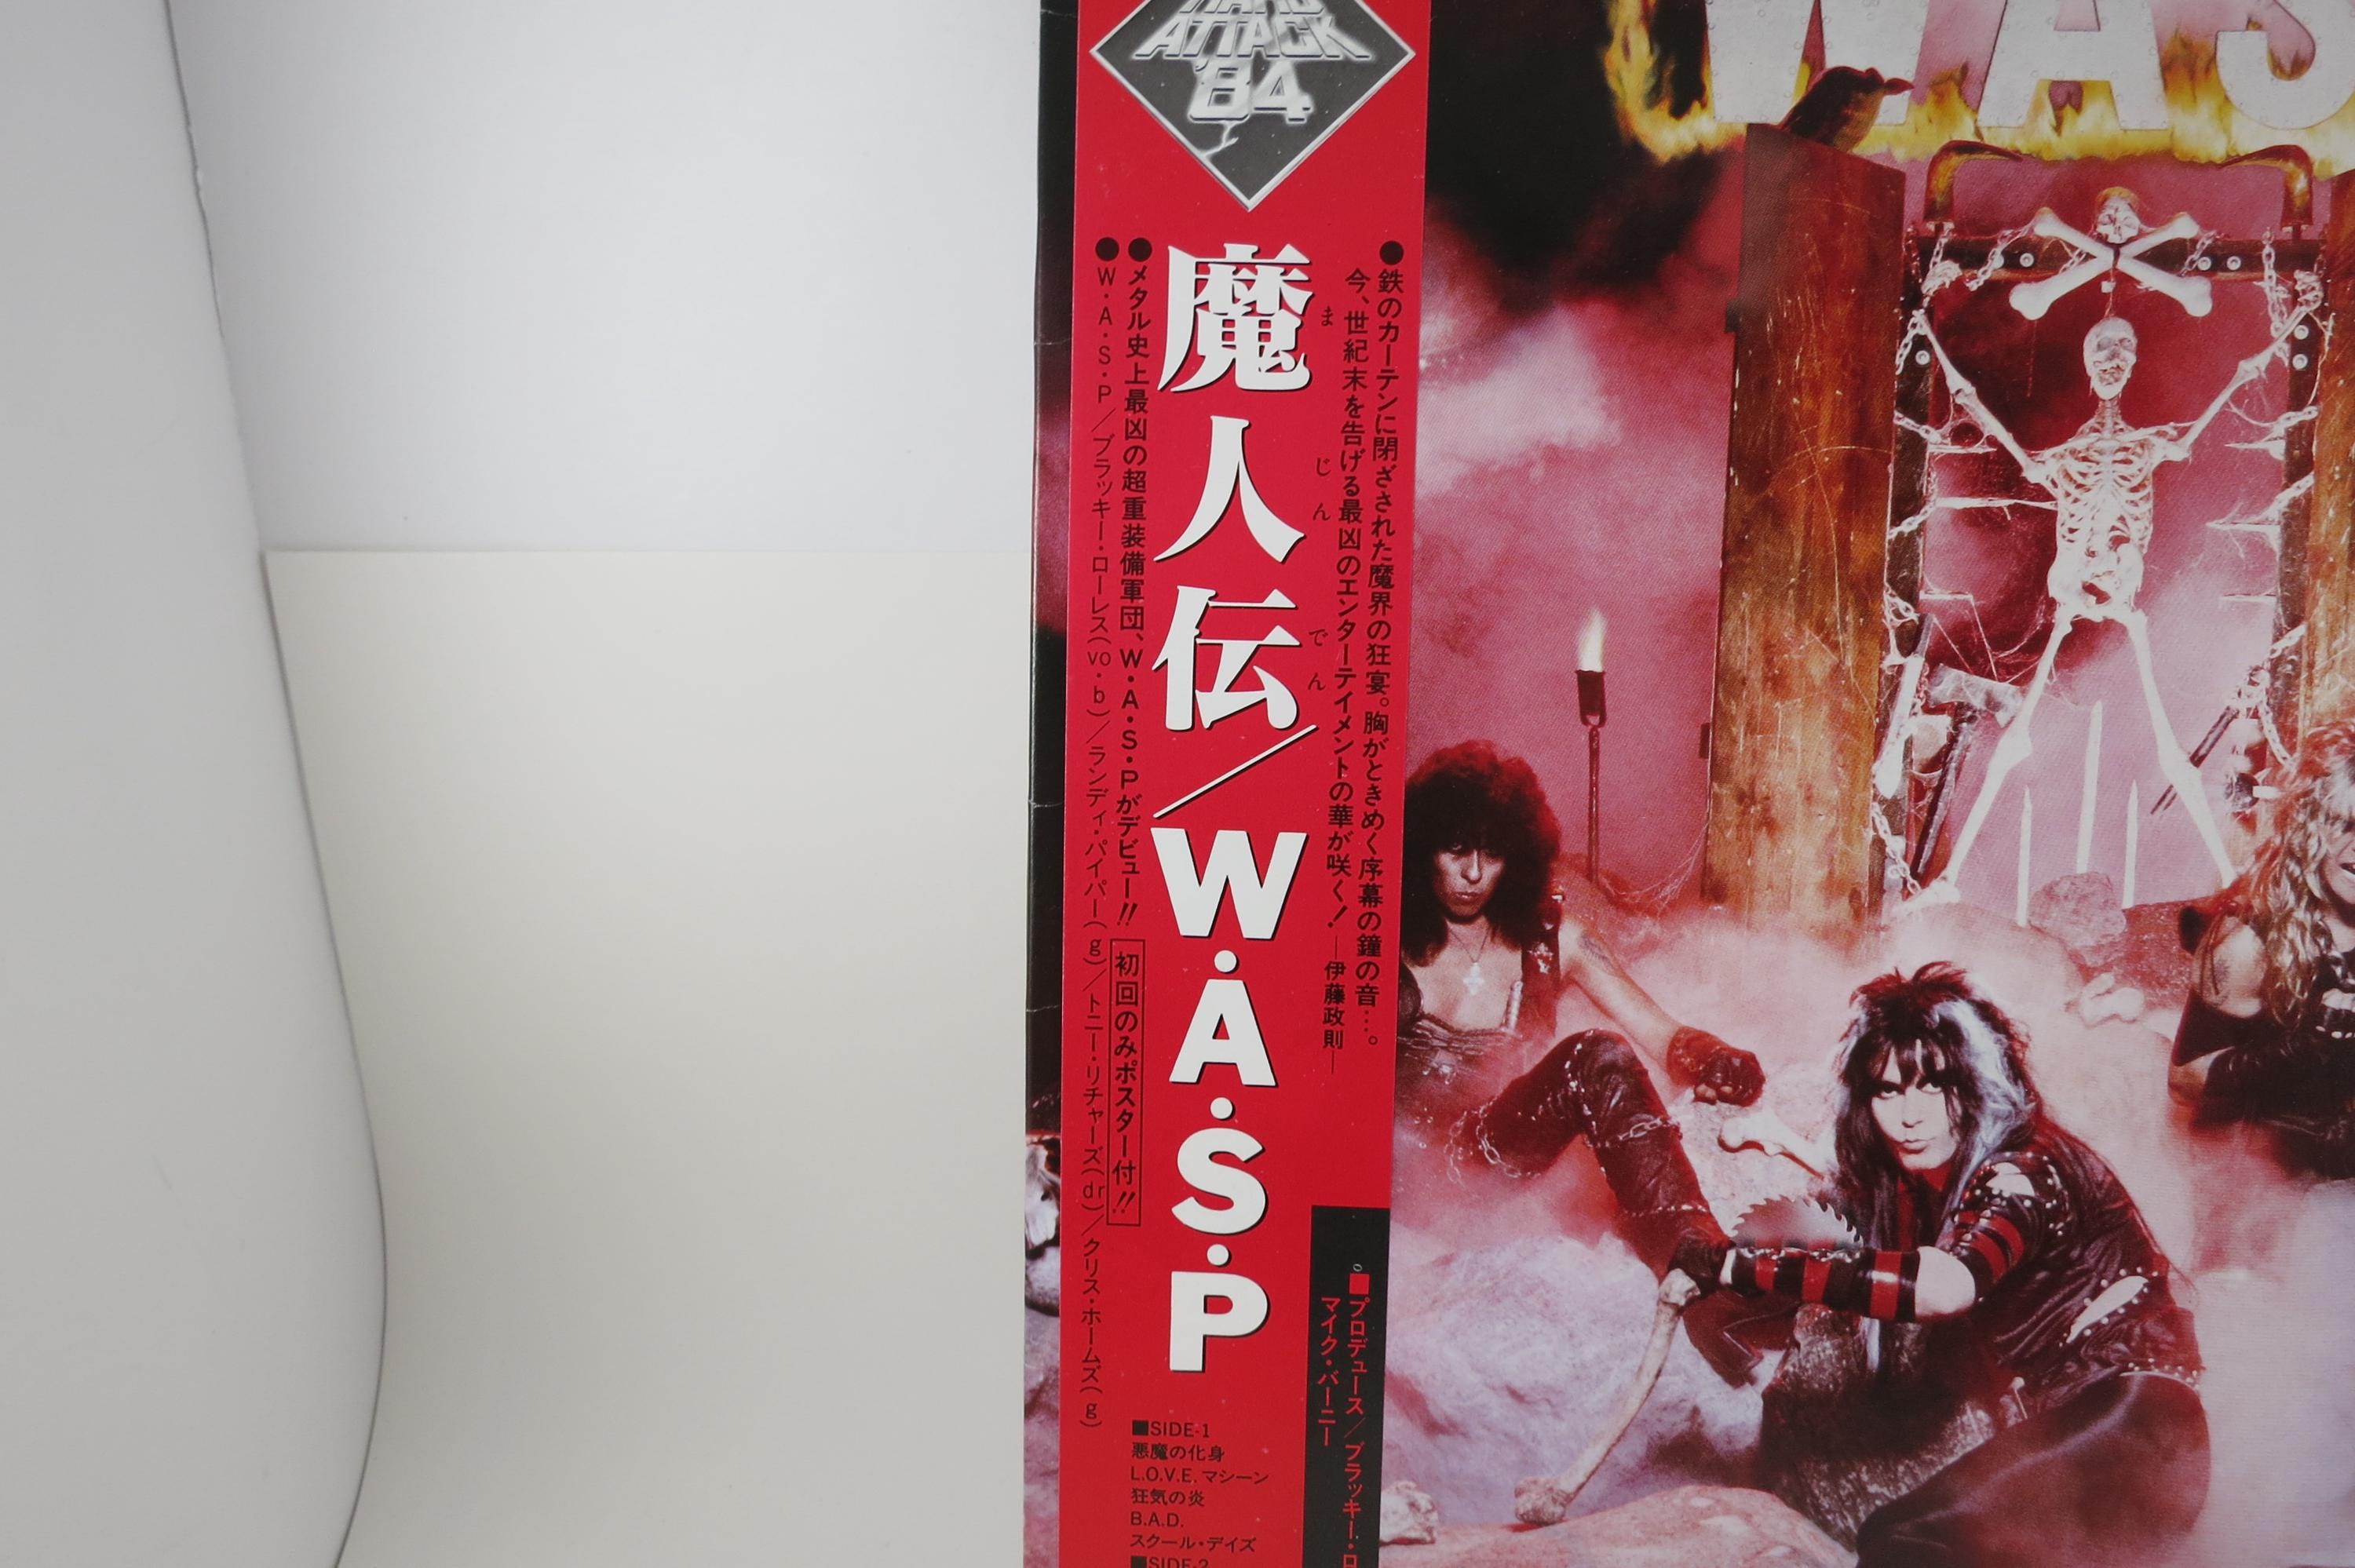 ATTACK
'84
WAS
●鉄のカーテンに閉ざされた魔界の狂宴。胸がときめく序幕の鐘の音…。
今、世紀末を告げる最凶のエンターテイメントの華が咲く! ―伊藤政則―
まじんでん
魔人伝/W・A・S・P
●メタル史上最凶の超重装備軍団、W・A・S・Pがデビュー!!
初回のみポスター付!!
●W・A・S・P/ブラッキー・ローレス(vo・b)/ランディ・パイパー(g)/トニー・リチャーズ(dr)/クリス・ホームズ(g)
■プロデュース/ブラッキー・ロ
マイク・バーニー
■SIDE-1
悪魔の化身
L.O.V.E.マシーン
狂気の炎
B.A.D.
スクール・デイズ
■SIDE-2